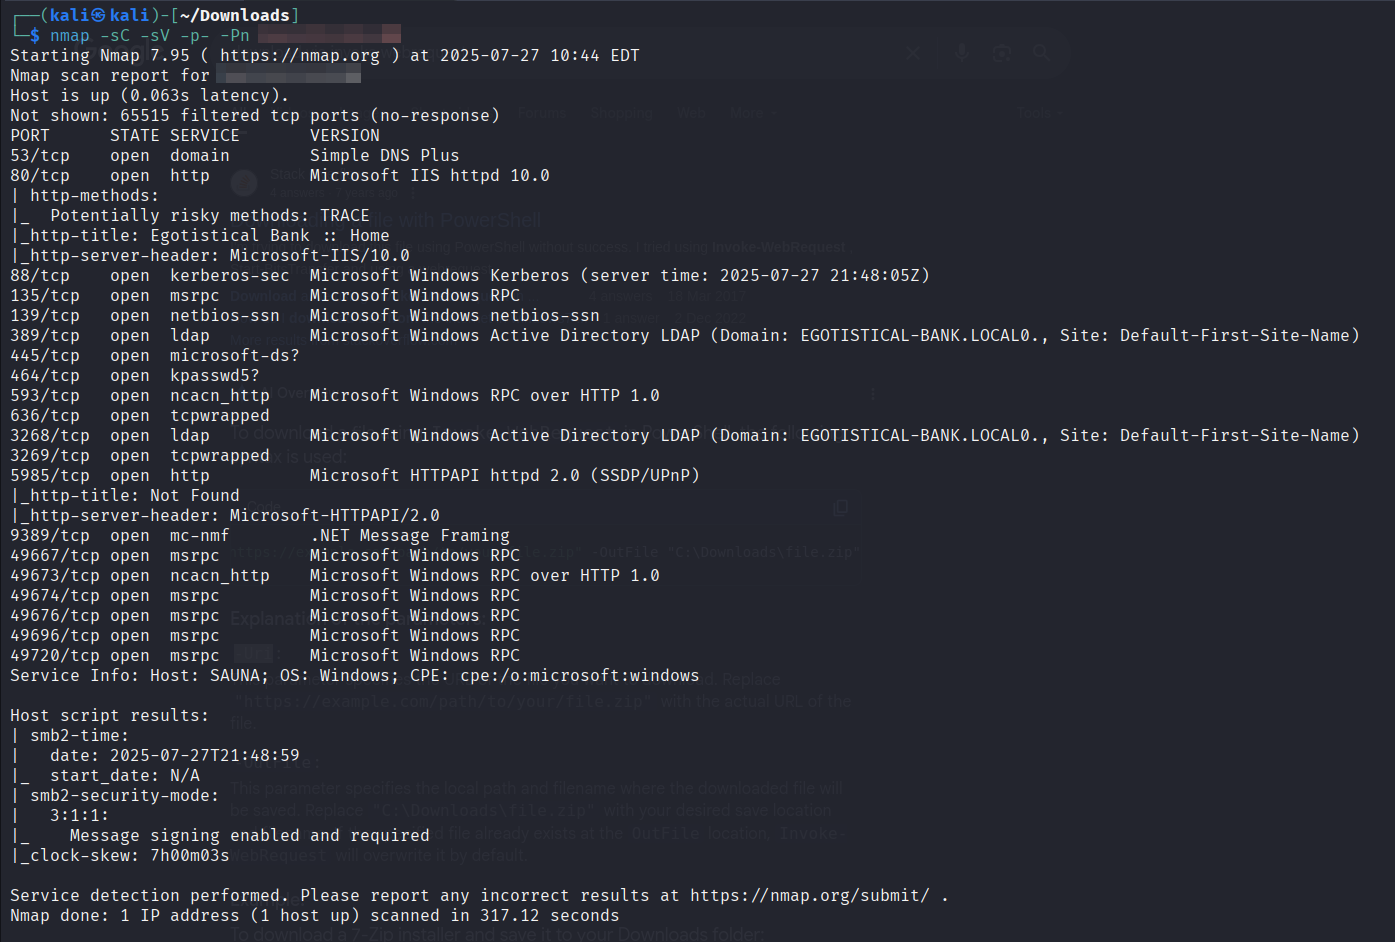 ┌──(kali㉿kali)-[~/Downloads]
└─$ nmap -sC -sV -p- -Pn
Starting Nmap 7.95 ( https://nmap.org ) at 2025-07-27 10:44 EDT
Nmap scan report for
Host is up (0.063s latency).
Not shown: 65515 filtered tcp ports (no-response)
PORT      STATE SERVICE       VERSION
53/tcp    open  domain        Simple DNS Plus
80/tcp    open  http          Microsoft IIS httpd 10.0
| http-methods:
|_  Potentially risky methods: TRACE
|_http-title: Egotistical Bank :: Home
|_http-server-header: Microsoft-IIS/10.0
88/tcp    open  kerberos-sec  Microsoft Windows Kerberos (server time: 2025-07-27 21:48:05Z)
135/tcp   open  msrpc         Microsoft Windows RPC
139/tcp   open  netbios-ssn   Microsoft Windows netbios-ssn
389/tcp   open  ldap          Microsoft Windows Active Directory LDAP (Domain: EGOTISTICAL-BANK.LOCAL0., Site: Default-First-Site-Name)
445/tcp   open  microsoft-ds?
464/tcp   open  kpasswd5?
593/tcp   open  ncacn_http    Microsoft Windows RPC over HTTP 1.0
636/tcp   open  tcpwrapped
3268/tcp  open  ldap          Microsoft Windows Active Directory LDAP (Domain: EGOTISTICAL-BANK.LOCAL0., Site: Default-First-Site-Name)
3269/tcp  open  tcpwrapped
5985/tcp  open  http          Microsoft HTTPAPI httpd 2.0 (SSDP/UPnP)
|_http-title: Not Found
|_http-server-header: Microsoft-HTTPAPI/2.0
9389/tcp  open  mc-nmf        .NET Message Framing
49667/tcp open  msrpc         Microsoft Windows RPC
49673/tcp open  ncacn_http    Microsoft Windows RPC over HTTP 1.0
49674/tcp open  msrpc         Microsoft Windows RPC
49676/tcp open  msrpc         Microsoft Windows RPC
49696/tcp open  msrpc         Microsoft Windows RPC
49720/tcp open  msrpc         Microsoft Windows RPC
Service Info: Host: SAUNA; OS: Windows; CPE: cpe:/o:microsoft:windows

Host script results:
| smb2-time:
|   date: 2025-07-27T21:48:59
|_  start_date: N/A
| smb2-security-mode:
|   3:1:1:
|_    Message signing enabled and required
|_clock-skew: 7h00m03s

Service detection performed. Please report any incorrect results at https://nmap.org/submit/ .
Nmap done: 1 IP address (1 host up) scanned in 317.12 seconds